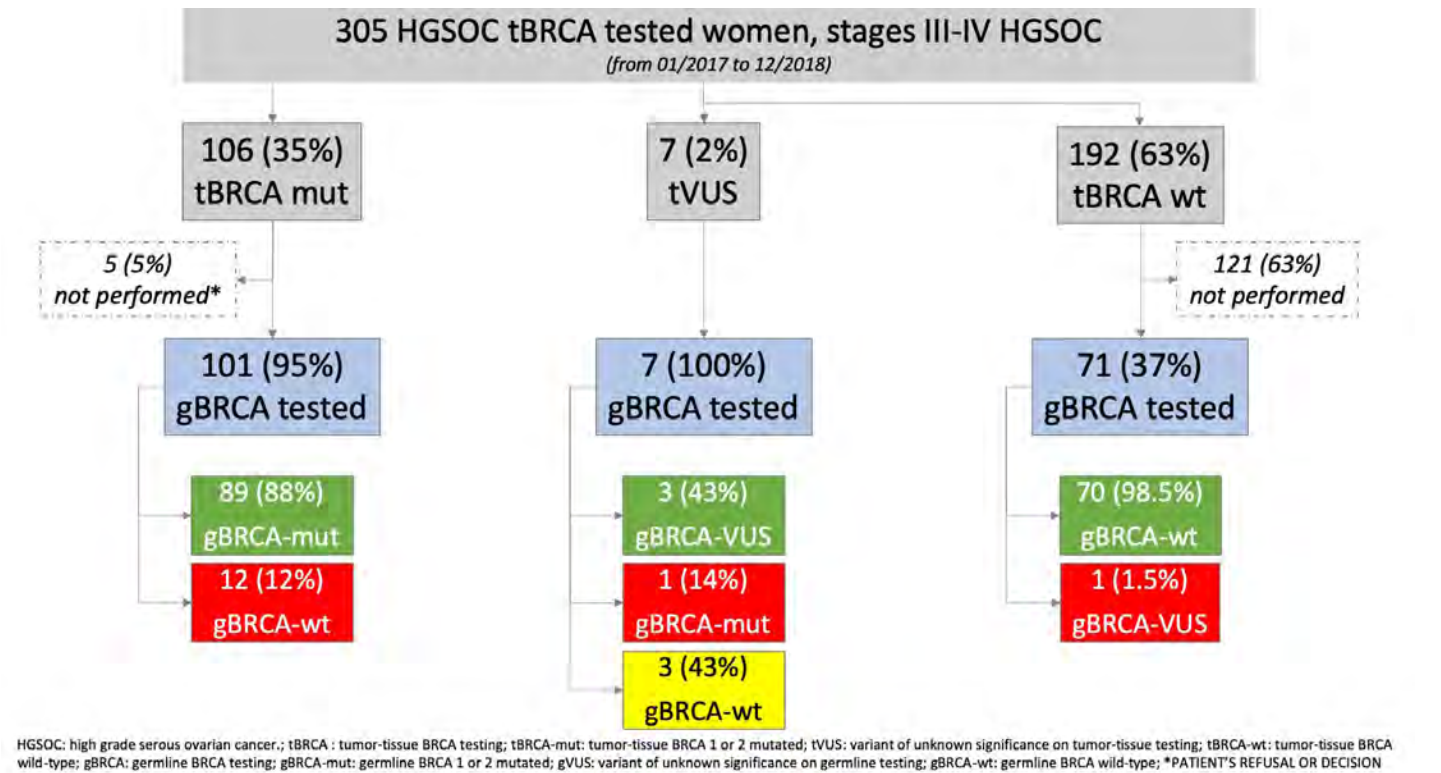 305 HGSOC tBRCA tested women, stages III-IV HGSOC
(from 01/2017 to 12/2018)
106 (35%)
tBRCA mut
7 (2%)
tVUS
192 (63%)
tBRCA wt
5 (5%)
not performed*
121 (63%)
not performed
101 (95%)
gBRCA tested
7 (100%)
gBRCA tested
71 (37%)
gBRCA tested
89 (88%)
gBRCA-mut
12 (12%)
gBRCA-wt
3 (43%)
gBRCA-VUS
1 (14%)
gBRCA-mut
3 (43%)
gBRCA-wt
70 (98.5%)
gBRCA-wt
1 (1.5%)
gBRCA-VUS
HGSOC: high grade serous ovarian cancer.; tBRCA : tumor-tissue BRCA testing; tBRCA-mut: tumor-tissue BRCA 1 or 2 mutated; tVUS: variant of unknown significance on tumor-tissue testing; tBRCA-wt: tumor-tissue BRCA
wild-type; gBRCA: germline BRCA testing; gBRCA-mut: germline BRCA 1 or 2 mutated; gVUS: variant of unknown significance on germline testing; gBRCA-wt: germline BRCA wild-type; *PATIENT'S REFUSAL OR DECISION